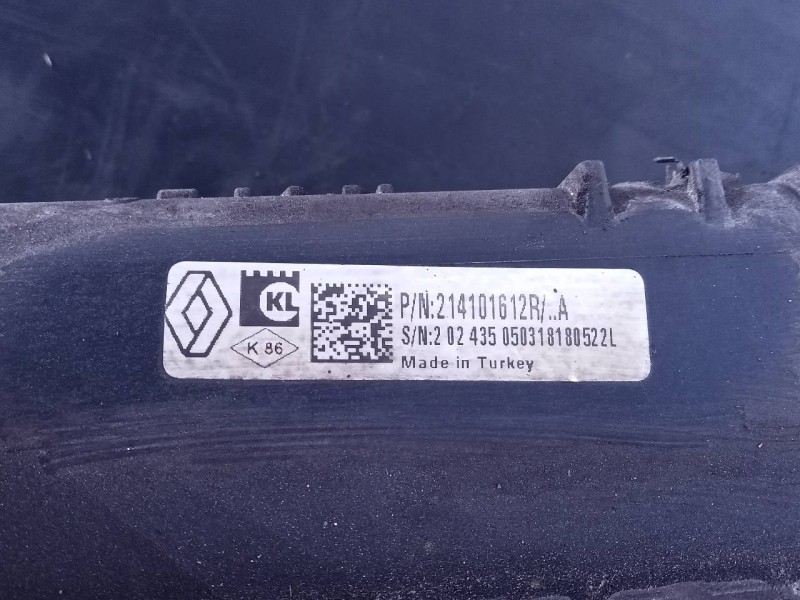 KL
K 86
P/N:214101612R/..A
S/N:2 02 435 050318180522L
Made in Turkey